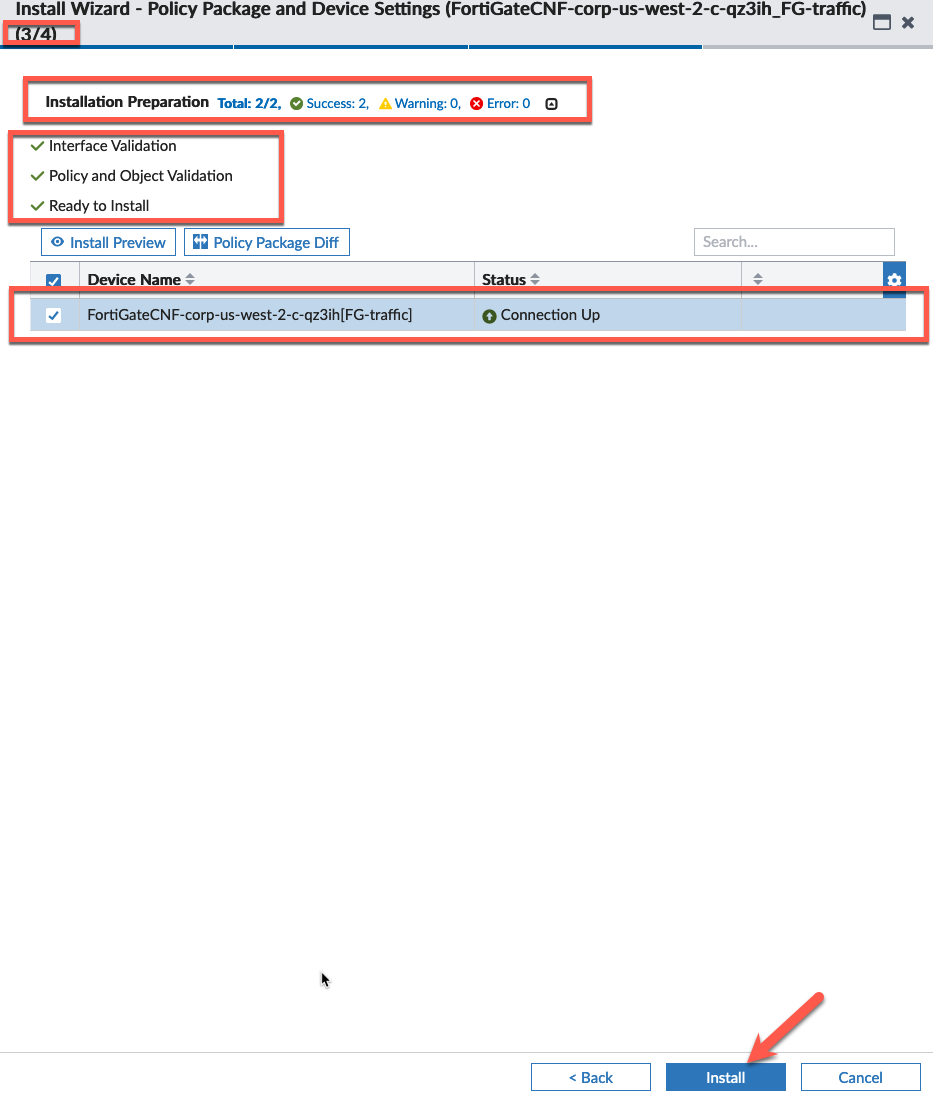 Install Wizard - Policy Package and Device Settings (FortiGateCNF-corp-us-west-2-c-qz3ih_FG-traffic)
(3/4)
Installation Preparation Total: 2/2, Success: 2, Warning: 0, Error: 0
Interface Validation
Policy and Object Validation
Ready to Install
Install Preview Policy Package Diff Search...
Device Name Status
FortiGateCNF-corp-us-west-2-c-qz3ih[FG-traffic] Connection Up
< Back Install Cancel